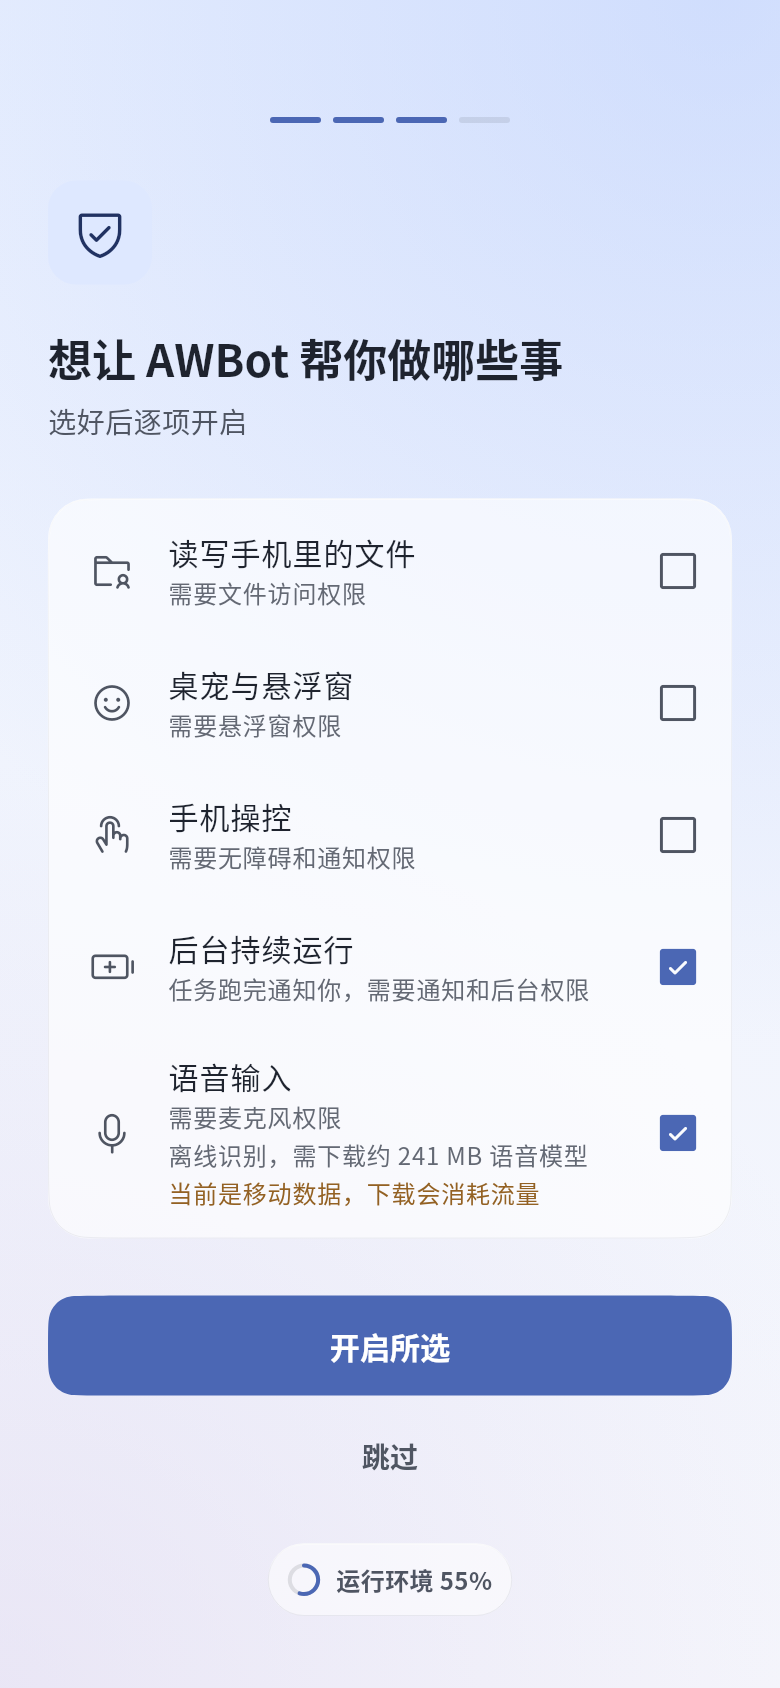 想让 AWBot 帮你做哪些事
选好后逐项开启
读写手机里的文件
需要文件访问权限
桌宠与悬浮窗
需要悬浮窗权限
手机操控
需要无障碍和通知权限
后台持续运行
任务跑完通知你，需要通知和后台权限
语音输入
需要麦克风权限
离线识别，需下载约 241 MB 语音模型
当前是移动数据，下载会消耗流量
开启所选
跳过
运行环境 55%